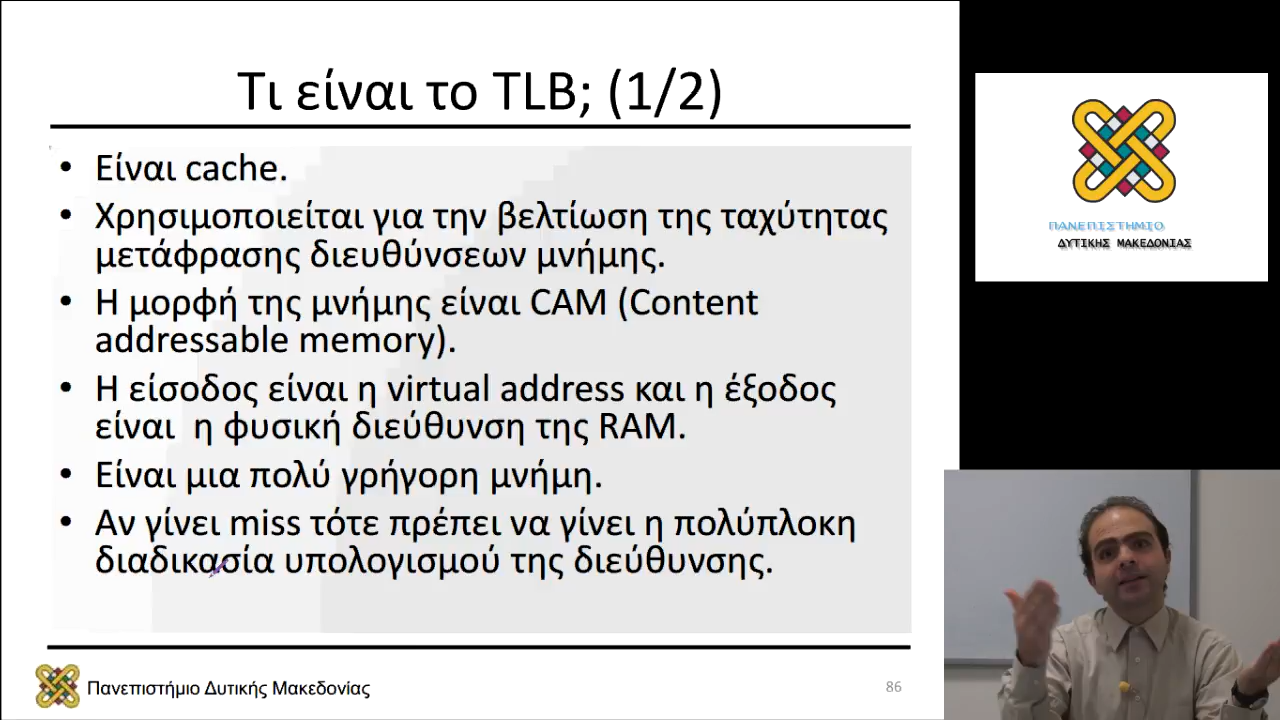 Τι είναι το TLB; (1/2)
• Είναι cache.
• Χρησιμοποιείται για την βελτίωση της ταχύτητας
μετάφρασης διευθύνσεων μνήμης.
• Η μορφή της μνήμης είναι CAM (Content
addressable memory).
• Η είσοδος είναι η virtual address και η έξοδος
είναι η φυσική διεύθυνση της RAM.
• Είναι μια πολύ γρήγορη μνήμη.
• Αν γίνει miss τότε πρέπει να γίνει η πολύπλοκη
διαδικασία υπολογισμού της διεύθυνσης.
Πανεπιστήμιο Δυτικής Μακεδονίας
86
ΠΑΝΕΠΙΣΤΗΜΙΟ
ΔΥΤΙΚΗΣ ΜΑΚΕΔΟΝΙΑΣ